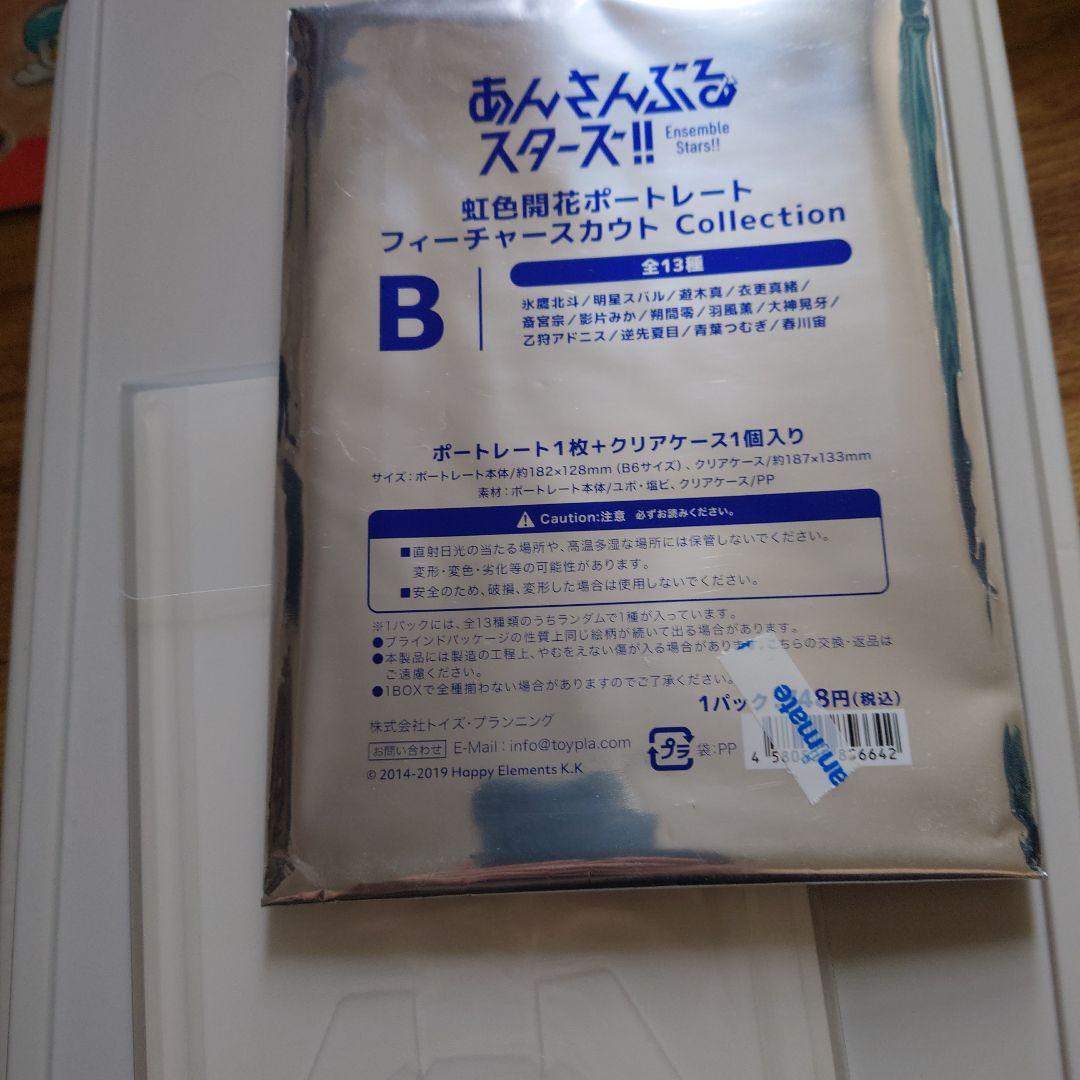 あんさんぶる
スターズ!!
Ensemble
Stars!!
虹色開花ポートレート
フィーチャースカウト Collection
B
全13種
氷鷹北斗/明星スバル/遊木真/衣更真緒/
斎宮宗/影片みか/朔間零/羽風薫/大神晃牙/
乙狩アドニス/逆先夏目/青葉つむぎ/春川宙
ポートレート1枚+クリアケース1個入り
サイズ:ポートレート本体/約182×128mm (B6サイズ)、クリアケース/約187×133mm
素材:ポートレート本体/ユポ・塩ビ、クリアケース/PP
Caution:注意 必ずお読みください。
■直射日光の当たる場所や、高温多湿な場所には保管しないでください。
変形・変色・劣化等の可能性があります。
■安全のため、破損、変形した場合は使用しないでください。
※1パックには、全13種類のうちランダムで1種が入っています。
●ブラインドパッケージの性質上同じ絵柄が続いて出る場合があります。
●本製品には製造の工程上、やむをえない傷が入る場合があります。こちらの交換・返品は
ご遠慮ください。
●1BOXで全種揃わない場合がありますのでご了承ください。
1パック 48円(税込)
株式会社トイズ・プランニング
お問い合わせ E-Mail:info@toypla.com
プラ 袋:PP
© 2014-2019 Happy Elements K.K
animate
6642